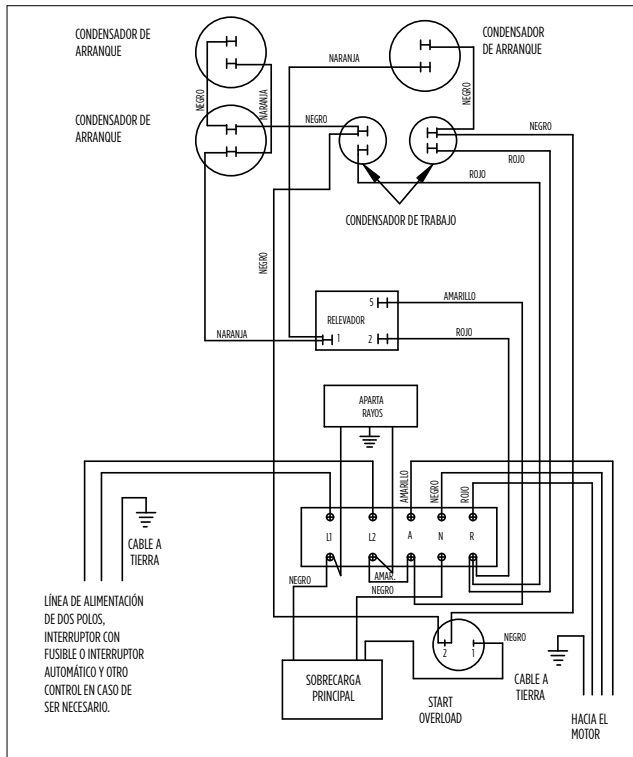 CONDENSADOR DE
ARRANQUE
CONDENSADOR
DE ARRANQUE
NARANJA
NEGRO
NARANJA
NEGRO
CONDENSADOR DE
ARRANQUE
NEGRO
NEGRO
ROJO
ROJO
CONDENSADOR DE TRABAJO
NEGRO
5
AMARILLO
RELEVADOR
NARANJA
1
2
ROJO
APARTA
RAYOS
AMARILLO
NEGRO
ROJO
L1
L2
A
N
R
CABLE A
TIERRA
NEGRO
AMAR.
NEGRO
LÍNEA DE ALIMENTACIÓN
DE DOS POLOS,
INTERRUPTOR CON
FUSIBLE O INTERRUPTOR
AUTOMÁTICO Y OTRO
CONTROL EN CASO DE
SER NECESARIO.
2
1
NEGRO
SOBRECARGA
PRINCIPAL
START
OVERLOAD
CABLE A
TIERRA
HACIA EL
MOTOR